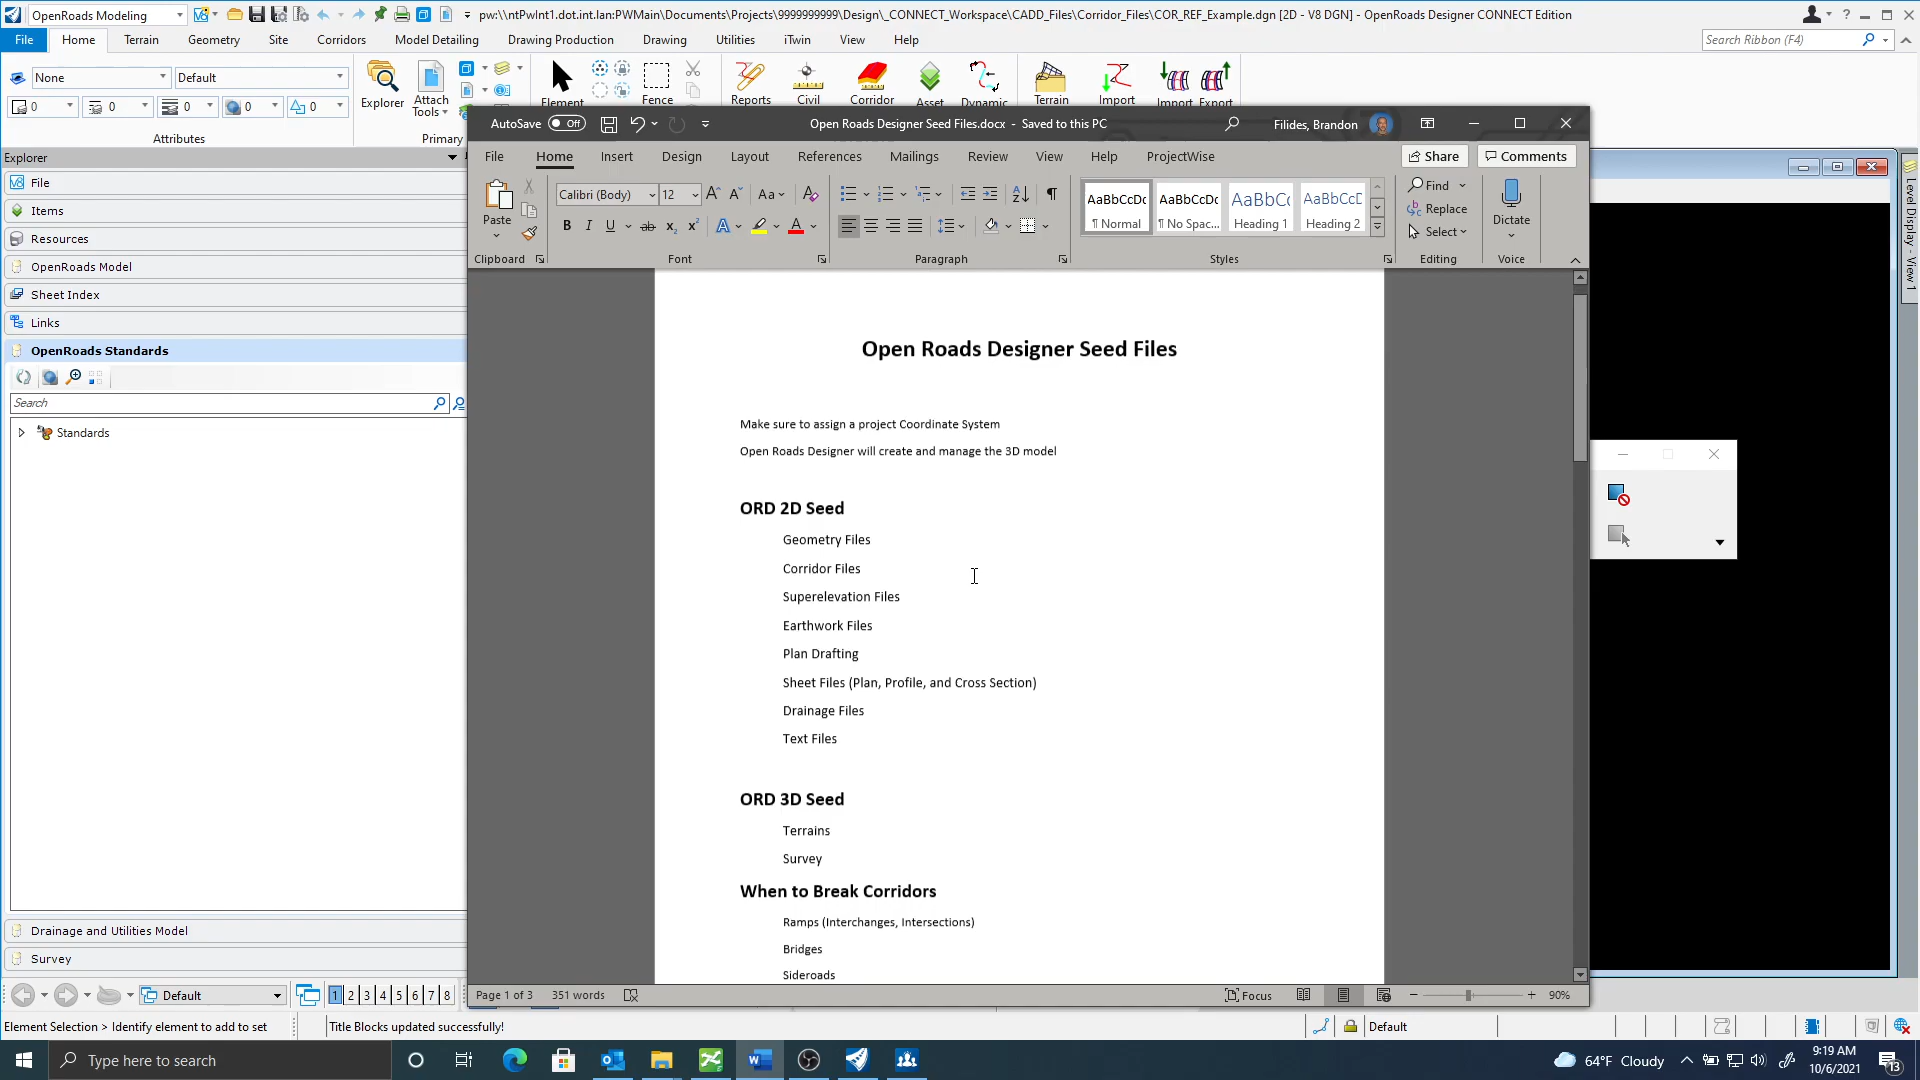 OpenRoads Modeling
pw:\\ntPwInt1.dot.int.lan:PWMain\Documents\Projects\9999999999\Design\_CONNECT_Workspace\CADD_Files\Corridor_Files\COR_REF_Example.dgn [2D - V8 DGN] - OpenRoads Designer CONNECT Edition
File Home Terrain Geometry Site Corridors Model Detailing Drawing Production Drawing Utilities iTwin View Help
Search Ribbon (F4)
None Default
0 0 0 0 0
Attributes
Explorer Attach Tools
Primary
Element Fence Reports Civil Corridor Asset Dynamic Terrain Import Import Export
Explorer
File
Items
Resources
OpenRoads Model
Sheet Index
Links
OpenRoads Standards
Search
Standards
Drainage and Utilities Model
Survey
AutoSave Off
Open Roads Designer Seed Files.docx - Saved to this PC
Filides, Brandon
File Home Insert Design Layout References Mailings Review View Help ProjectWise
Share Comments
Paste
Calibri (Body) 12
AaBbCcDc AaBbCcDc AaBbC AaBbCcD
¶ Normal ¶ No Spac... Heading 1 Heading 2
Find
Replace
Select
Dictate
Clipboard Font Paragraph Styles Editing Voice
Open Roads Designer Seed Files
Make sure to assign a project Coordinate System
Open Roads Designer will create and manage the 3D model
ORD 2D Seed
Geometry Files
Corridor Files
Superelevation Files
Earthwork Files
Plan Drafting
Sheet Files (Plan, Profile, and Cross Section)
Drainage Files
Text Files
ORD 3D Seed
Terrains
Survey
When to Break Corridors
Ramps (Interchanges, Intersections)
Bridges
Sideroads
Page 1 of 3 351 words
Focus
90%
Level Display - View 1
Default
1 2 3 4 5 6 7 8
Element Selection > Identify element to add to set
Title Blocks updated successfully!
Default
Type here to search
64°F Cloudy
9:19 AM
10/6/2021
13